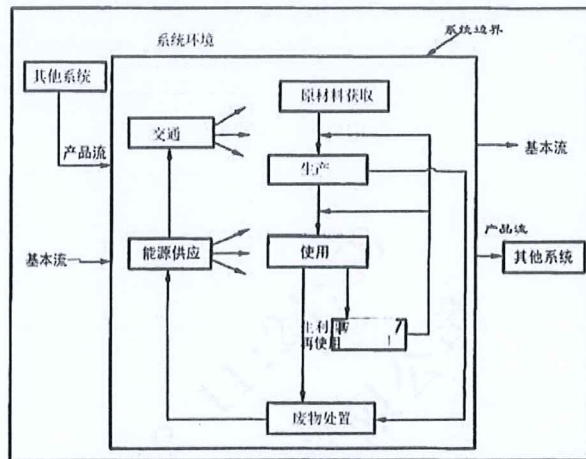 系统环境
系统边界
其他系统
原材料获取
交通
产品流
基本流
生产
产品流
基本流
能源供应
使用
其他系统
再使用
废物处置